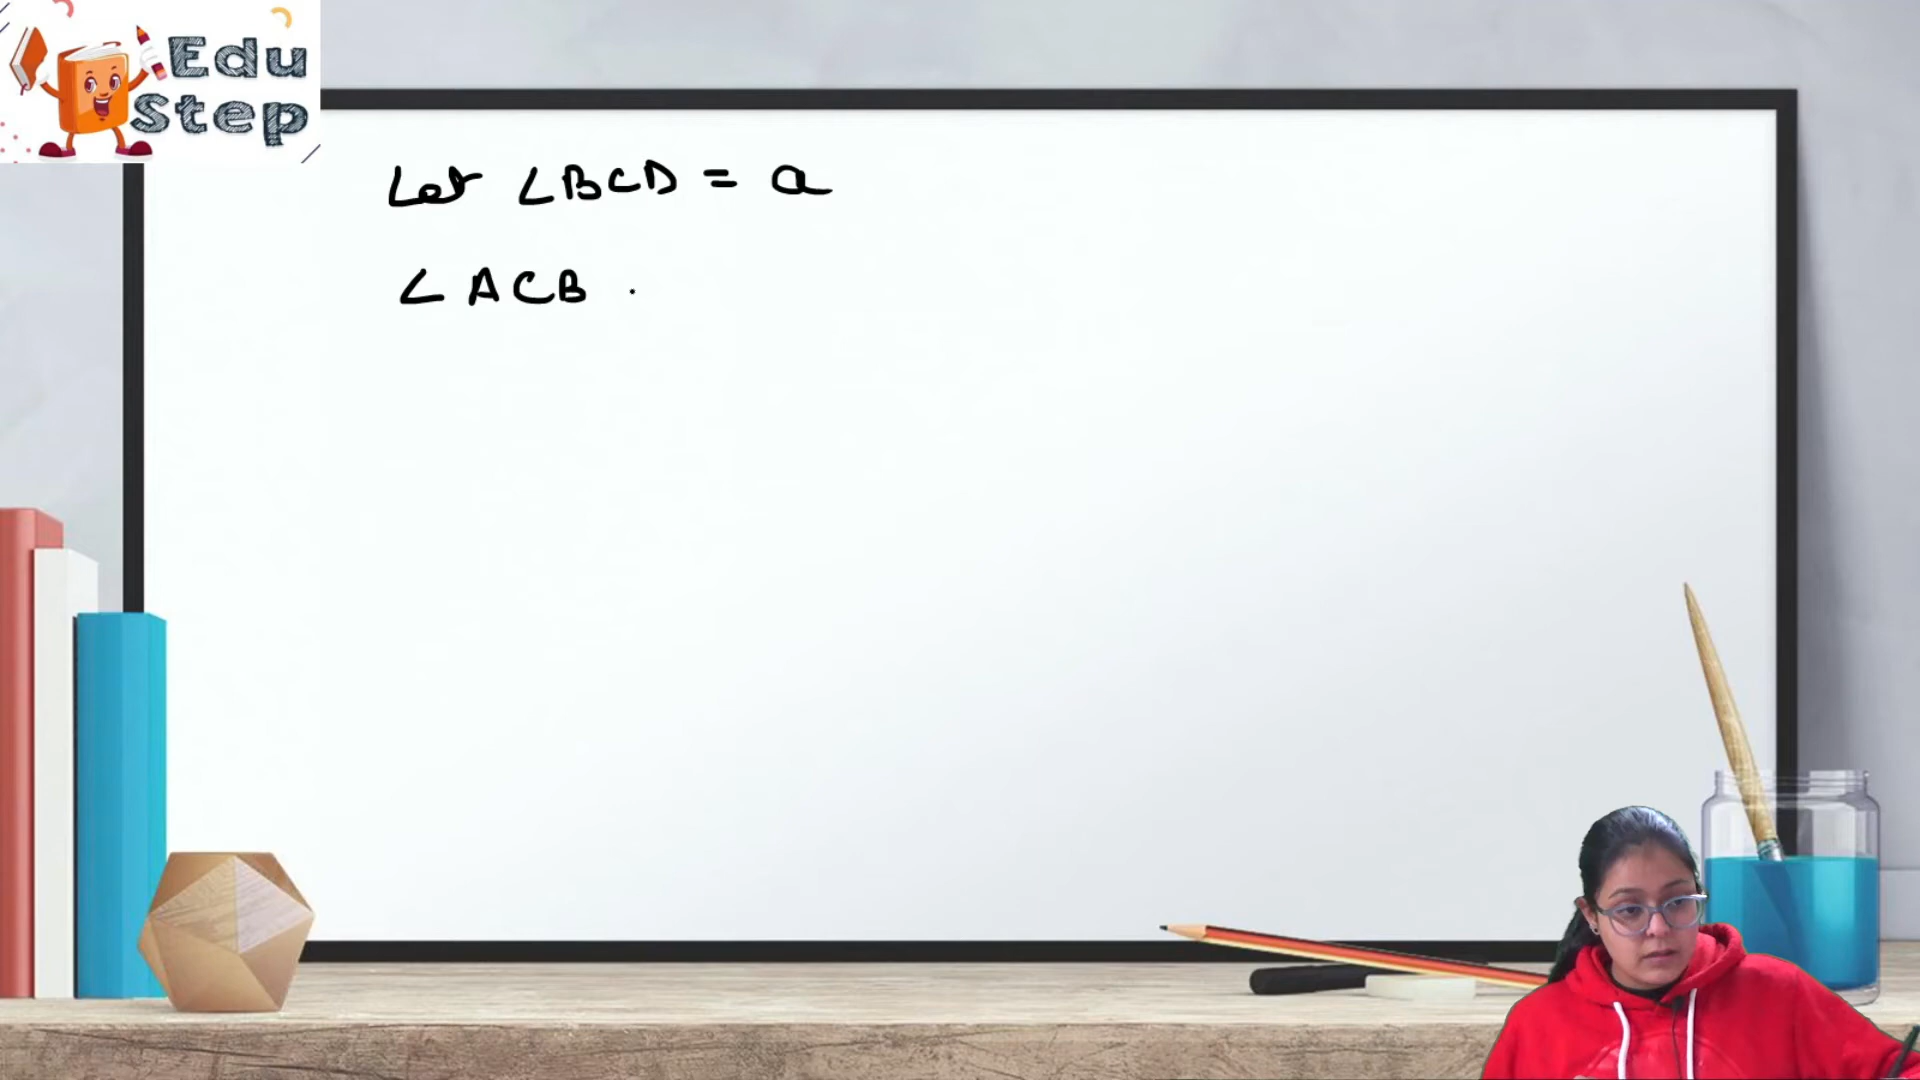 Edu
Step
Let ∠BCD = a
∠ACB .